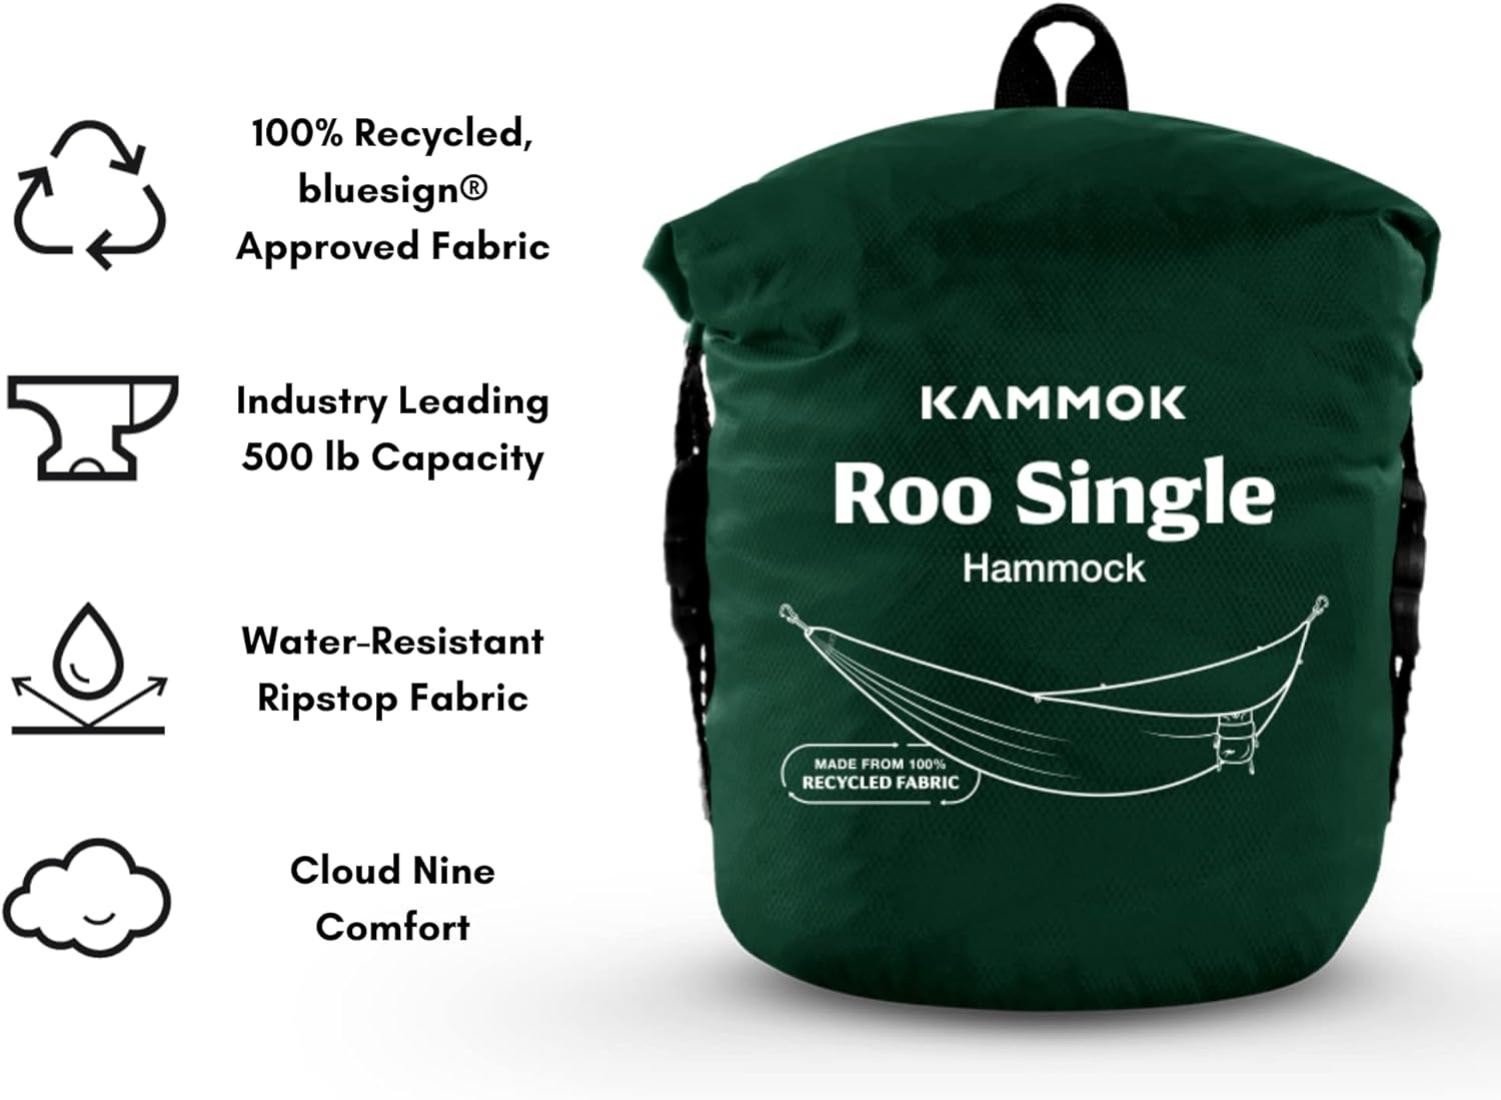 100% Recycled,
bluesign®
Approved Fabric
Industry Leading
500 lb Capacity
Water-Resistant
Ripstop Fabric
Cloud Nine
Comfort
KAMMOK
Roo Single
Hammock
MADE FROM 100%
RECYCLED FABRIC